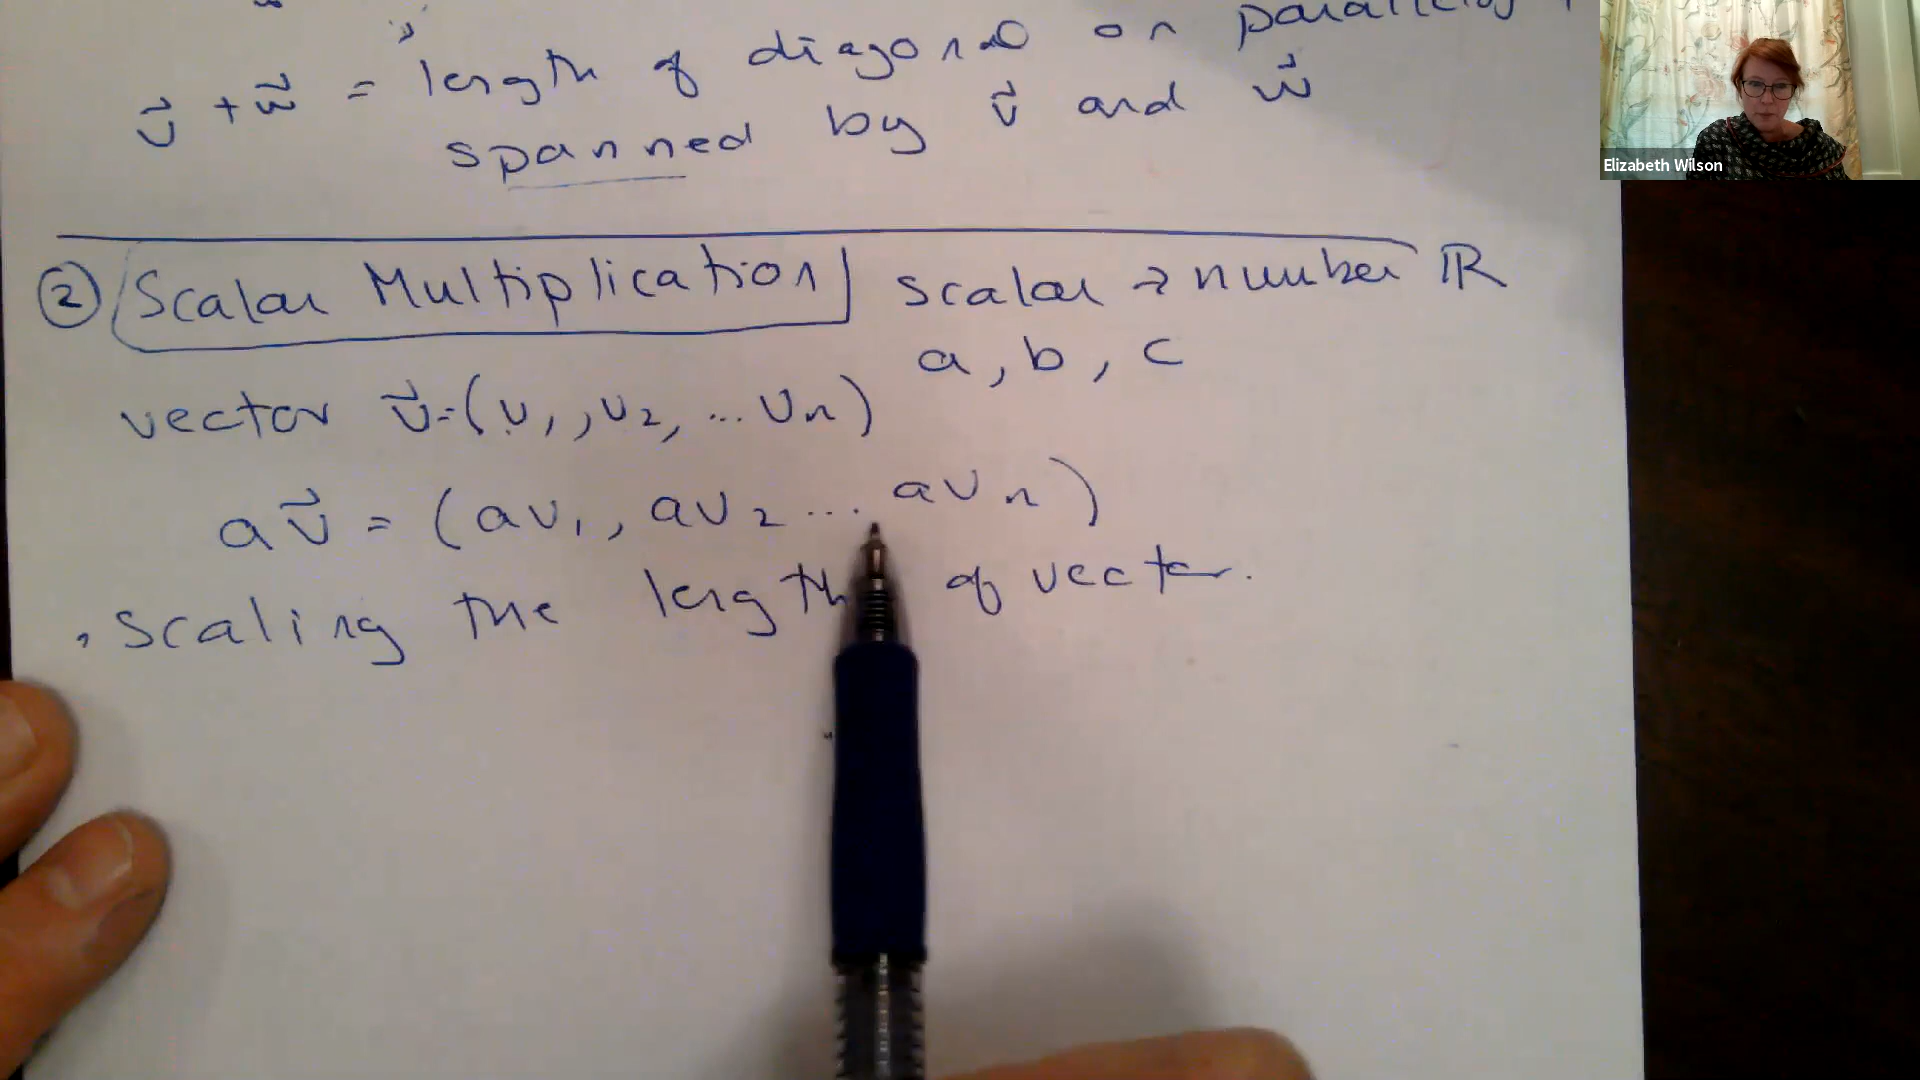 v⃗ + w⃗ = length of diagonal on
spanned by v⃗ and w⃗
② Scalar Multiplication scalar → number ℝ
a, b, c
vector v⃗ = (v₁, v₂, ... vₙ)
av⃗ = (av₁, av₂ ... avₙ)
scaling the length of vector.
Elizabeth Wilson